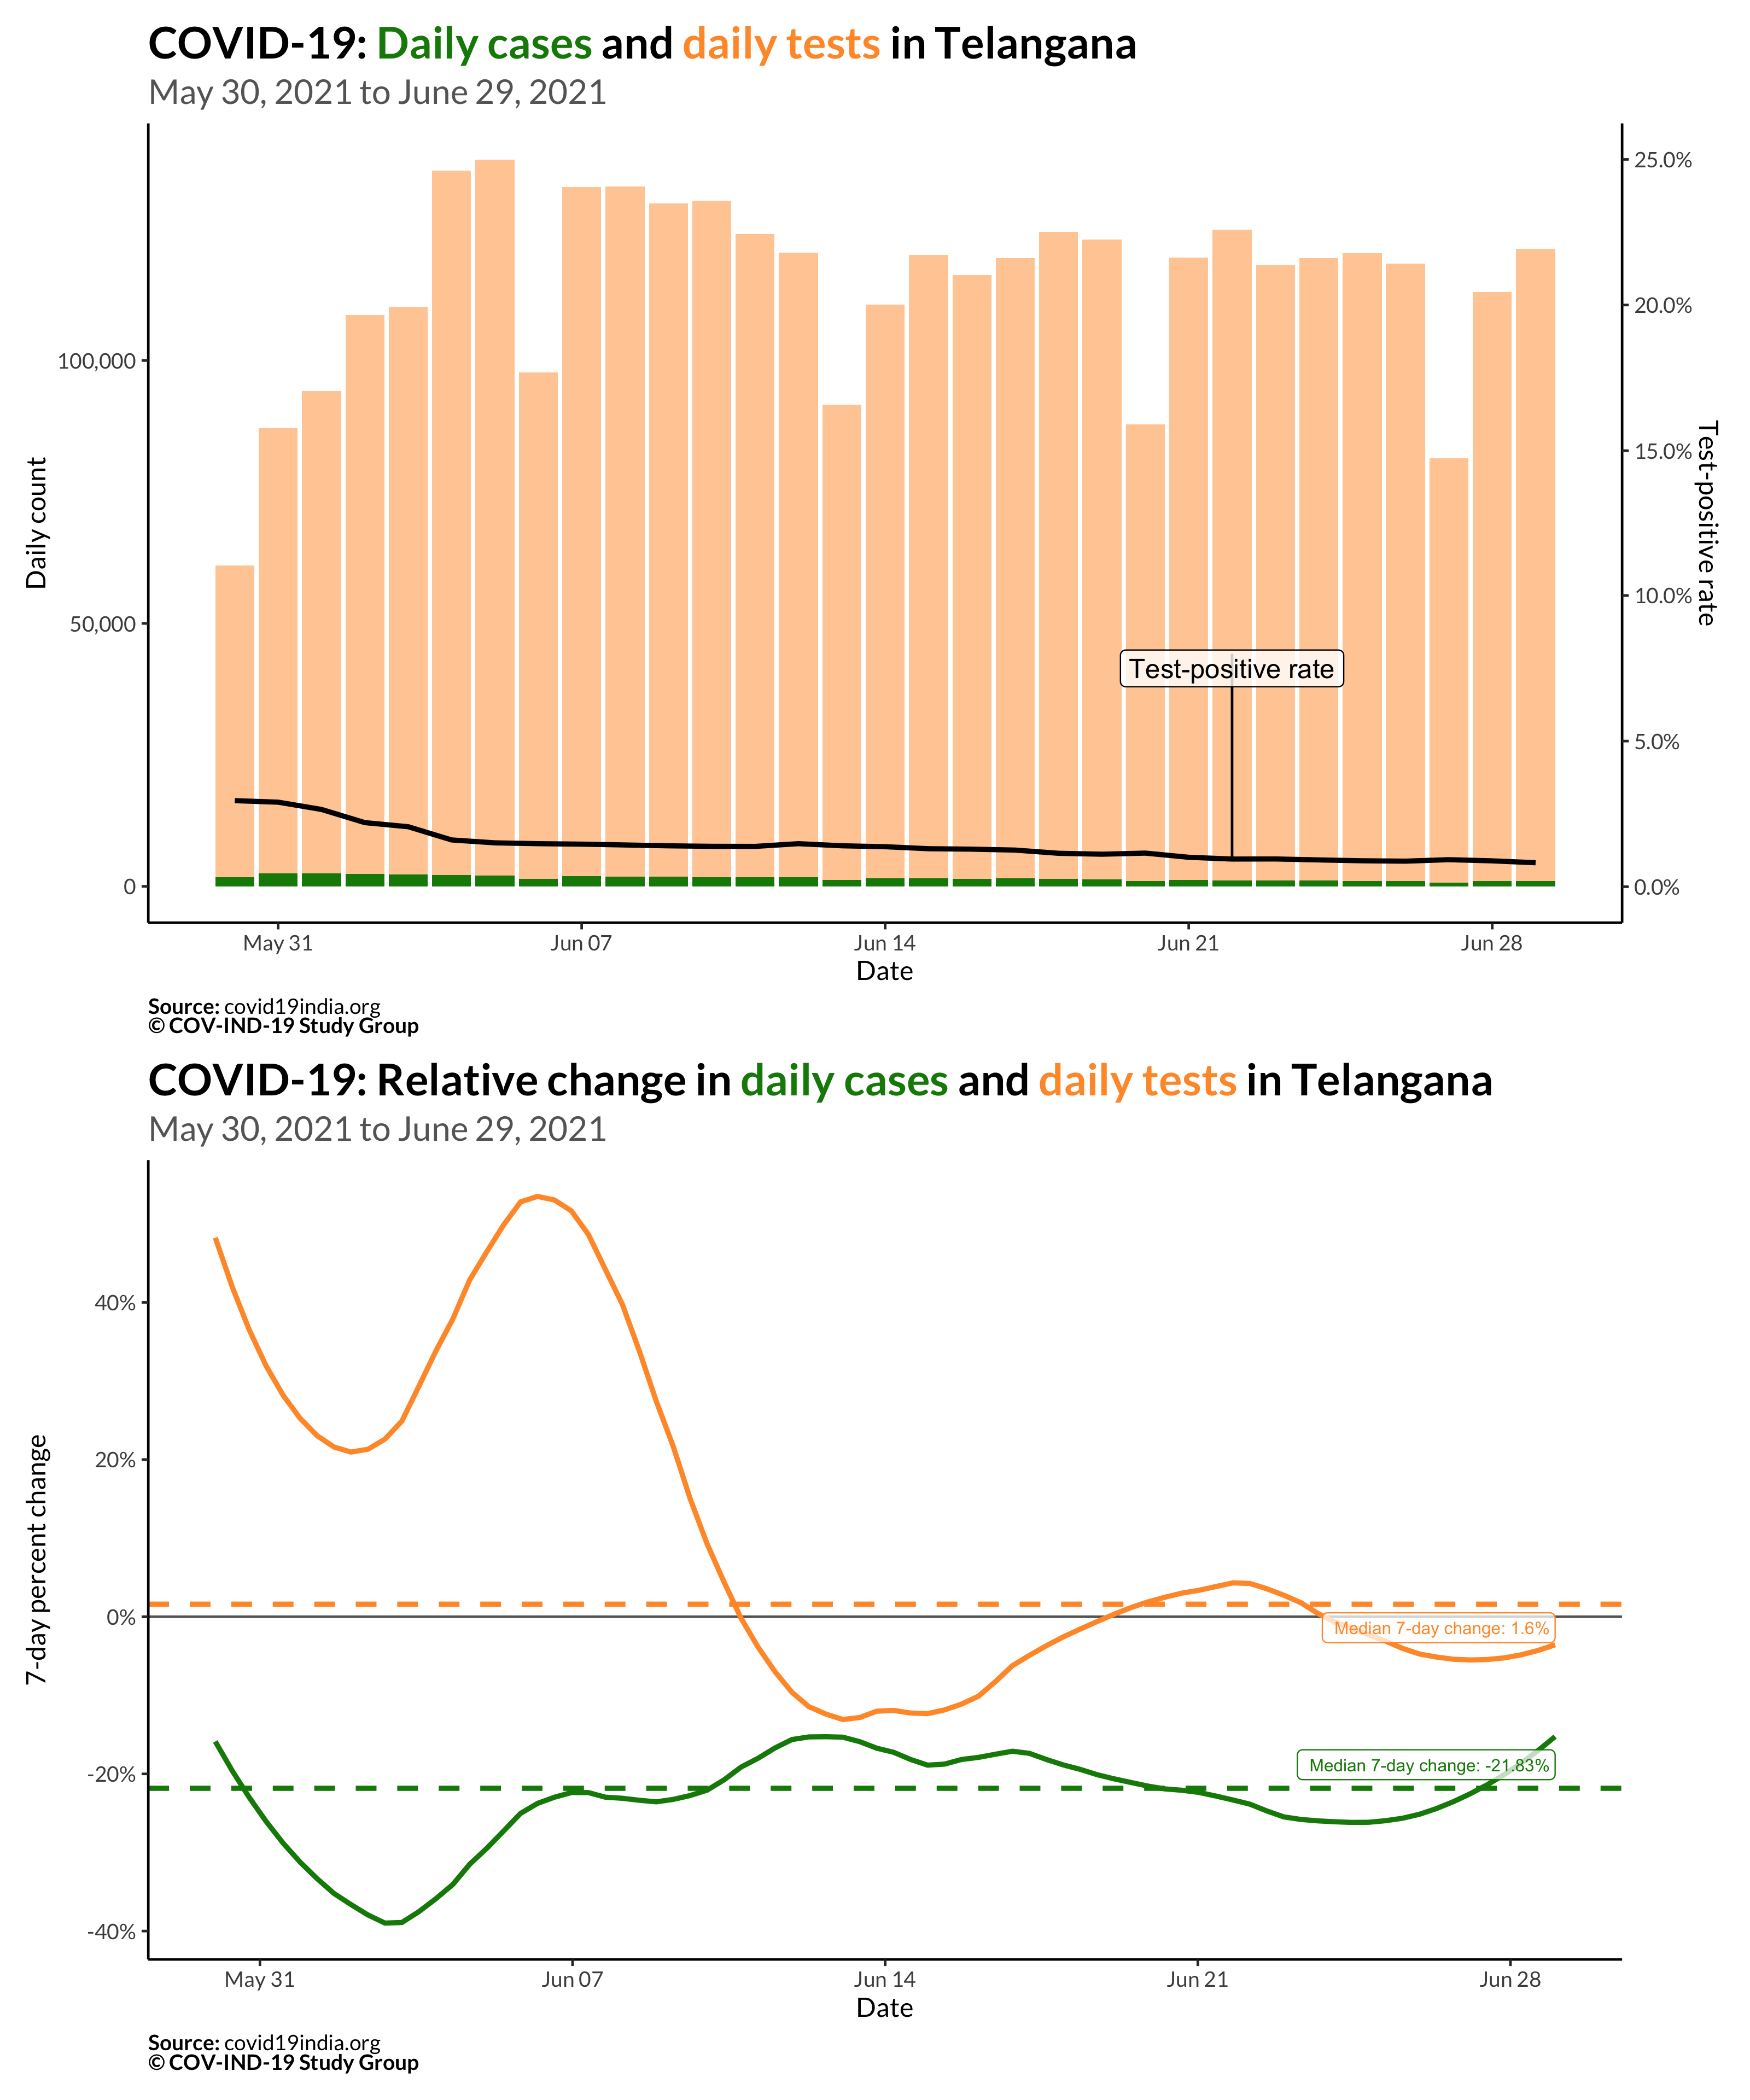 COVID-19: Daily cases and daily tests in Telangana
May 30, 2021 to June 29, 2021
Daily count
100,000
50,000
0
25.0%
20.0%
15.0%
10.0%
5.0%
0.0%
Test-positive rate
Test-positive rate
May 31
Jun 07
Jun 14
Jun 21
Jun 28
Date
Source: covid19india.org
© COV-IND-19 Study Group
COVID-19: Relative change in daily cases and daily tests in Telangana
May 30, 2021 to June 29, 2021
7-day percent change
40%
20%
0%
-20%
-40%
Median 7-day change: 1.6%
Median 7-day change: -21.83%
May 31
Jun 07
Jun 14
Jun 21
Jun 28
Date
Source: covid19india.org
© COV-IND-19 Study Group